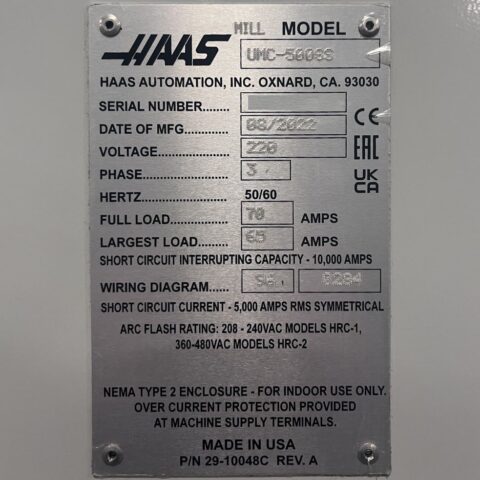 HAAS MILL MODEL
UMC-500SS
HAAS AUTOMATION, INC. OXNARD, CA. 93030
SERIAL NUMBER........
DATE OF MFG............. 08/2022 CE
VOLTAGE.................. 220 EAC
PHASE...................... 3 UK
CA
HERTZ....................... 50/60
FULL LOAD............... 70 AMPS
LARGEST LOAD......... 65 AMPS
SHORT CIRCUIT INTERRUPTING CAPACITY - 10,000 AMPS
WIRING DIAGRAM...... S6 0284
SHORT CIRCUIT CURRENT - 5,000 AMPS RMS SYMMETRICAL
ARC FLASH RATING: 208 - 240VAC MODELS HRC-1,
360-480VAC MODELS HRC-2
NEMA TYPE 2 ENCLOSURE - FOR INDOOR USE ONLY.
OVER CURRENT PROTECTION PROVIDED
AT MACHINE SUPPLY TERMINALS.
MADE IN USA
P/N 29-10048C REV. A